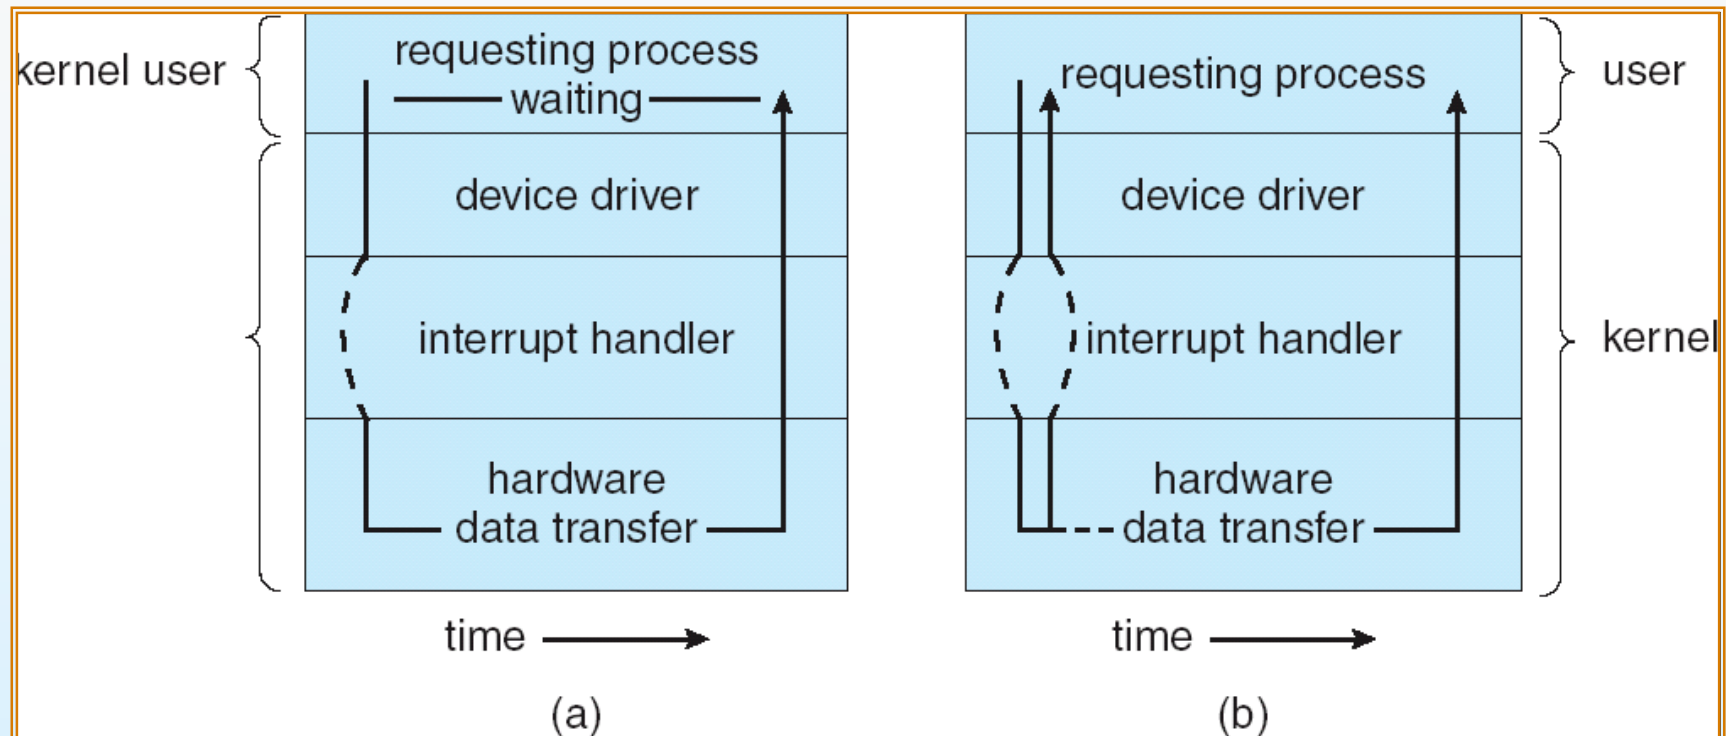 kernel user
requesting process
waiting
device driver
interrupt handler
hardware
data transfer
time
(a)
requesting process
user
device driver
interrupt handler
kernel
hardware
data transfer
time
(b)